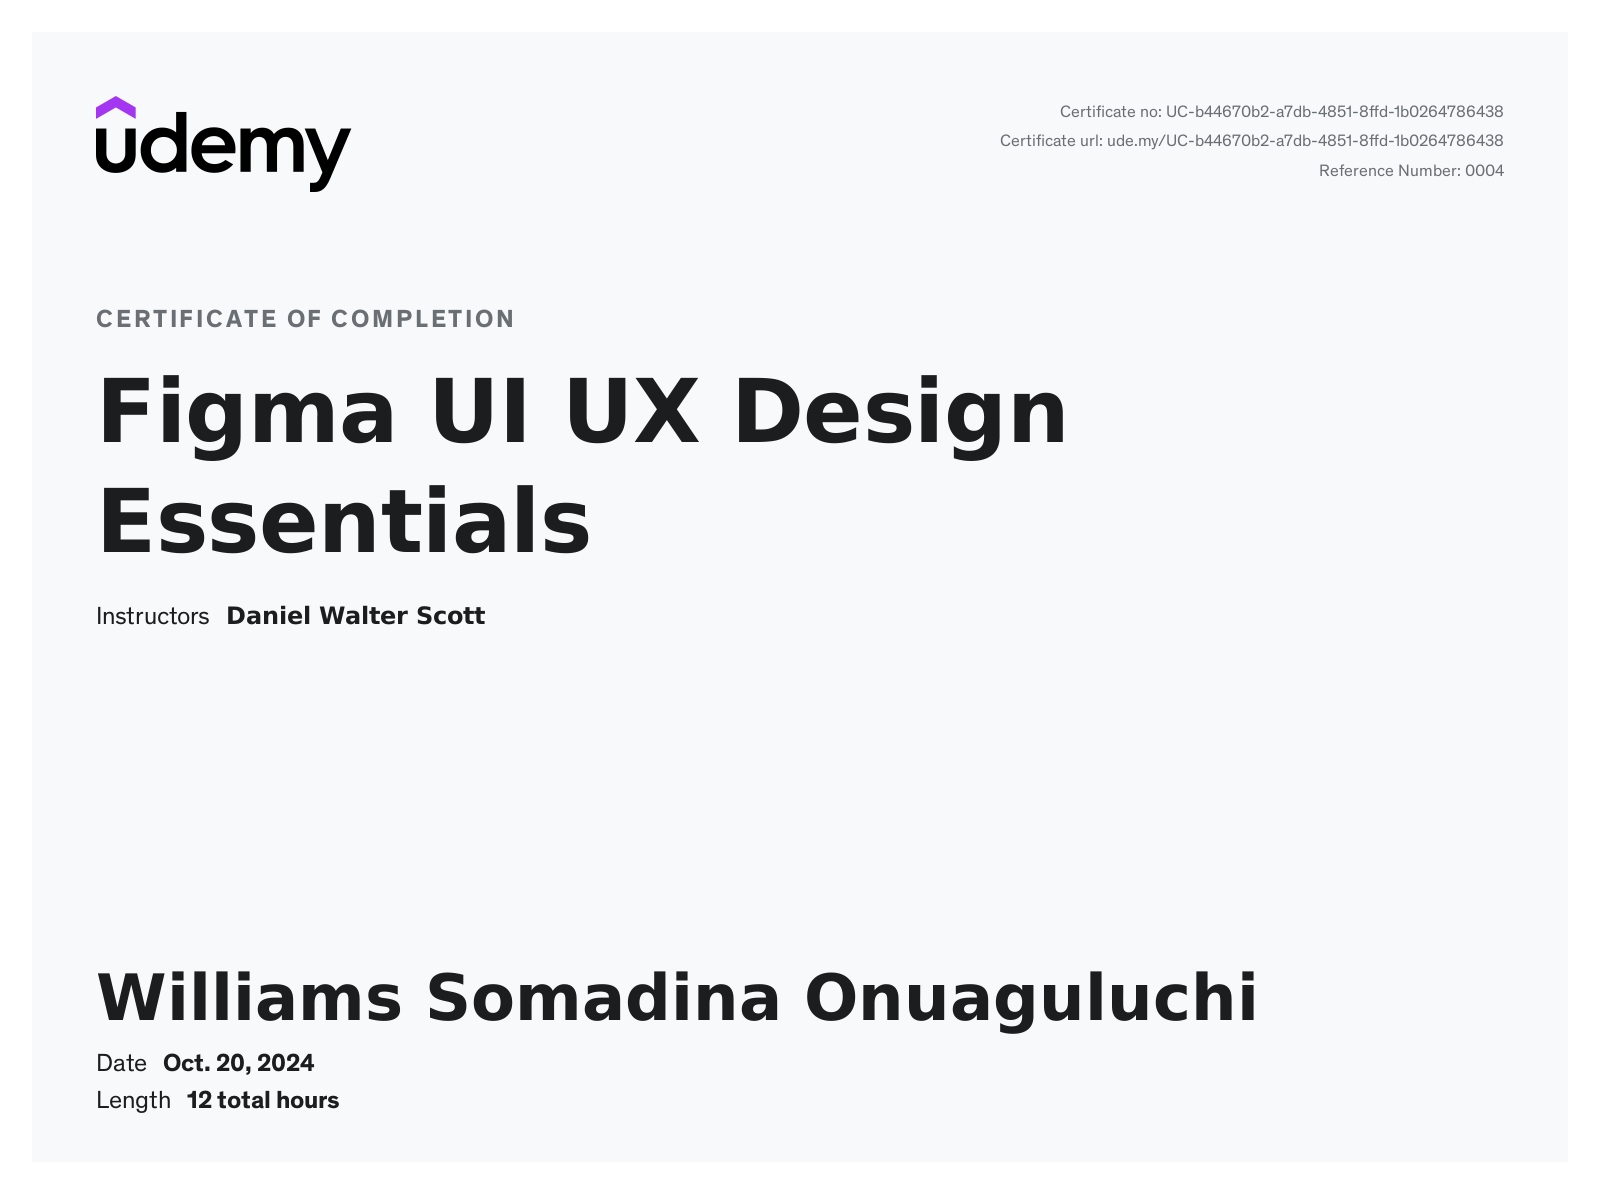 udemy
Certificate no: UC-b44670b2-a7db-4851-8ffd-1b0264786438
Certificate url: ude.my/UC-b44670b2-a7db-4851-8ffd-1b0264786438
Reference Number: 0004
CERTIFICATE OF COMPLETION
Figma UI UX Design
Essentials
Instructors Daniel Walter Scott
Williams Somadina Onuaguluchi
Date Oct. 20, 2024
Length 12 total hours